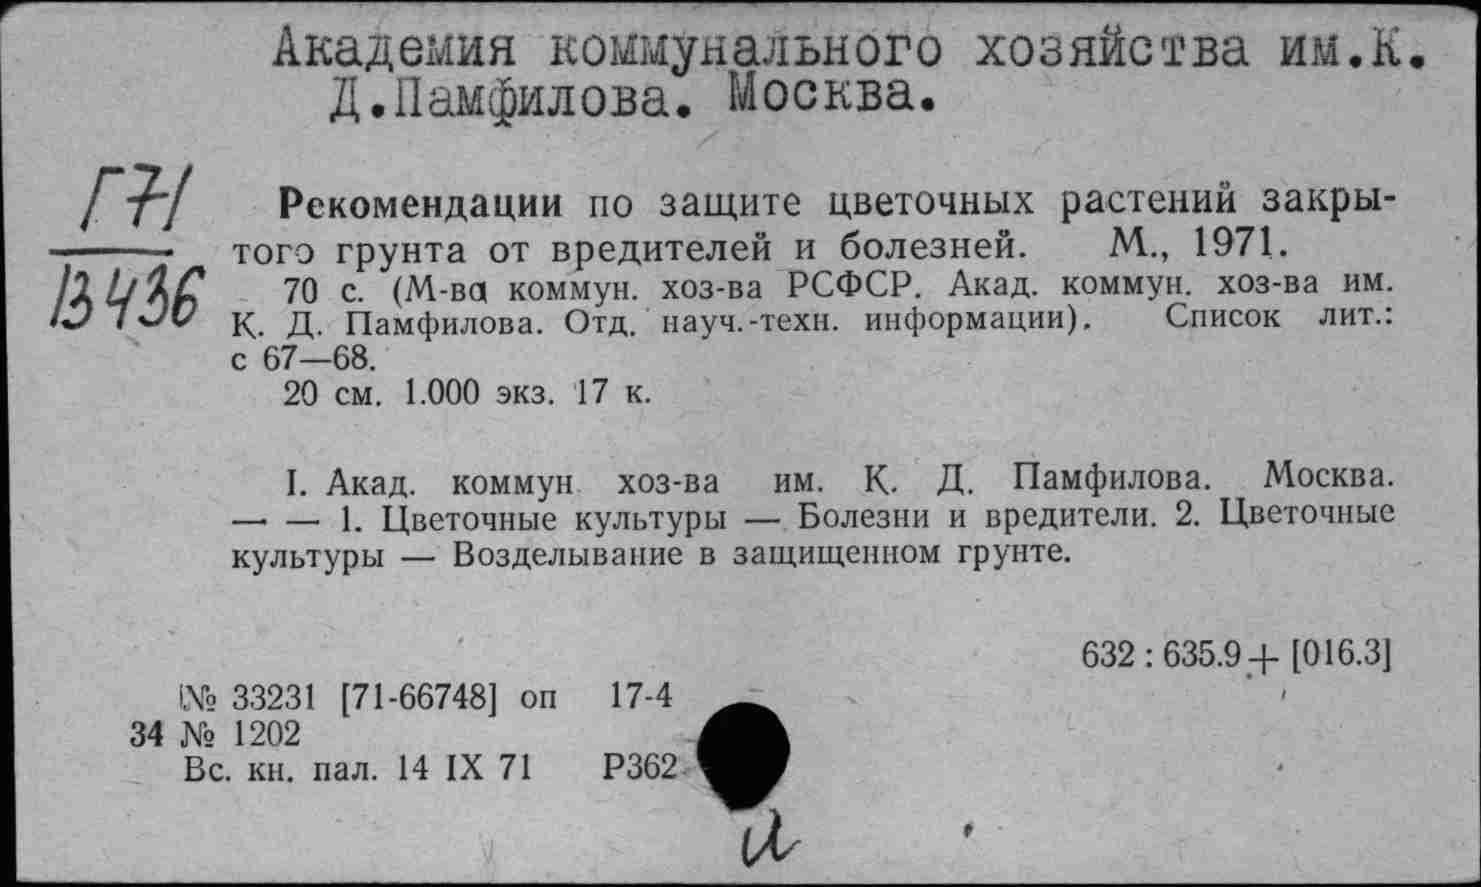 Академия коммунального хозяйства им.К.
Д.Памфилова. Москва.
Г71
В436
Рекомендации по защите цветочных растений закры-
того грунта от вредителей и болезней. М., 1971.
70 с. (М-во коммун. хоз-ва РСФСР. Акад. коммун. хоз-ва им.
К. Д. Памфилова. Отд. науч.-техн. информации). Список лит.:
с 67—68.
20 см. 1.000 экз. 17 к.
I. Акад. коммун хоз-ва им. К. Д. Памфилова. Москва.
— — 1. Цветочные культуры — Болезни и вредители. 2. Цветочные
культуры — Возделывание в защищенном грунте.
632 : 635.9 + [016.3]
№ 33231 [71-66748] оп 17-4
34 № 1202
Вс. кн. пал. 14 IX 71 Р362
и